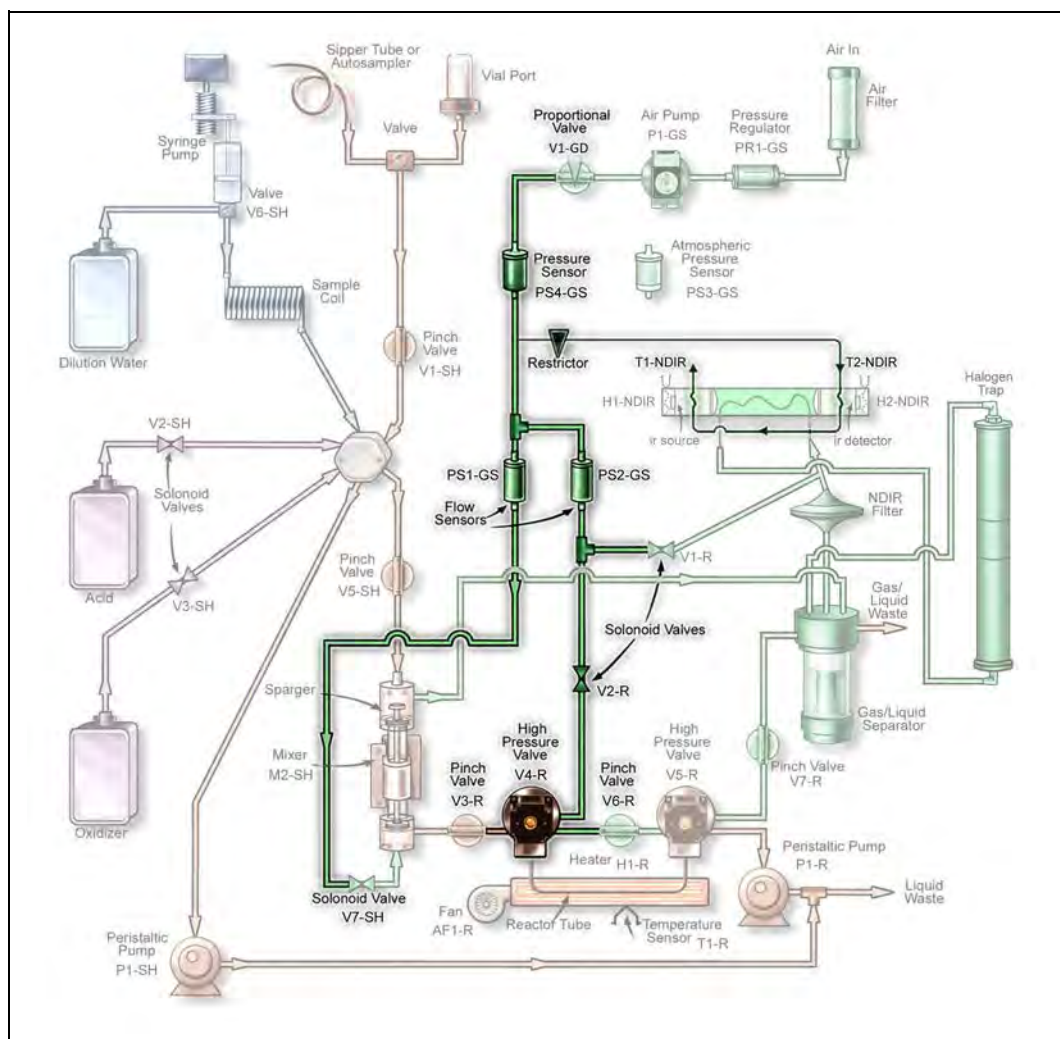 Sipper Tube or
Autosampler
Vial Port
Air In
Air
Filter
Syringe
Pump
Valve
Proportional
Valve
V1-GD
Air Pump
P1-GS
Pressure
Regulator
PR1-GS
Valve
V6-SH
Pressure
Sensor
PS4-GS
Atmospheric
Pressure
Sensor
PS3-GS
Sample
Coil
Dilution Water
Pinch
Valve
V1-SH
Restrictor
T1-NDIR
T2-NDIR
Halogen
Trap
H1-NDIR
H2-NDIR
ir source
ir detector
V2-SH
Solonoid
Valves
PS1-GS
PS2-GS
Flow
Sensors
NDIR
Filter
V1-R
Acid
V3-SH
Pinch
Valve
V5-SH
Gas/
Liquid
Waste
Solonoid Valves
V2-R
Sparger
Gas/Liquid
Separator
Mixer
M2-SH
High
Pressure
Valve
V4-R
High
Pressure
Valve
V5-R
Pinch
Valve
V3-R
Pinch
Valve
V6-R
Pinch Valve
V7-R
Oxidizer
Heater
H1-R
Peristaltic Pump
P1-R
Solonoid Valve
V7-SH
Fan
AF1-R
Reactor Tube
Temperature
Sensor
T1-R
Liquid
Waste
Peristaltic
Pump
P1-SH